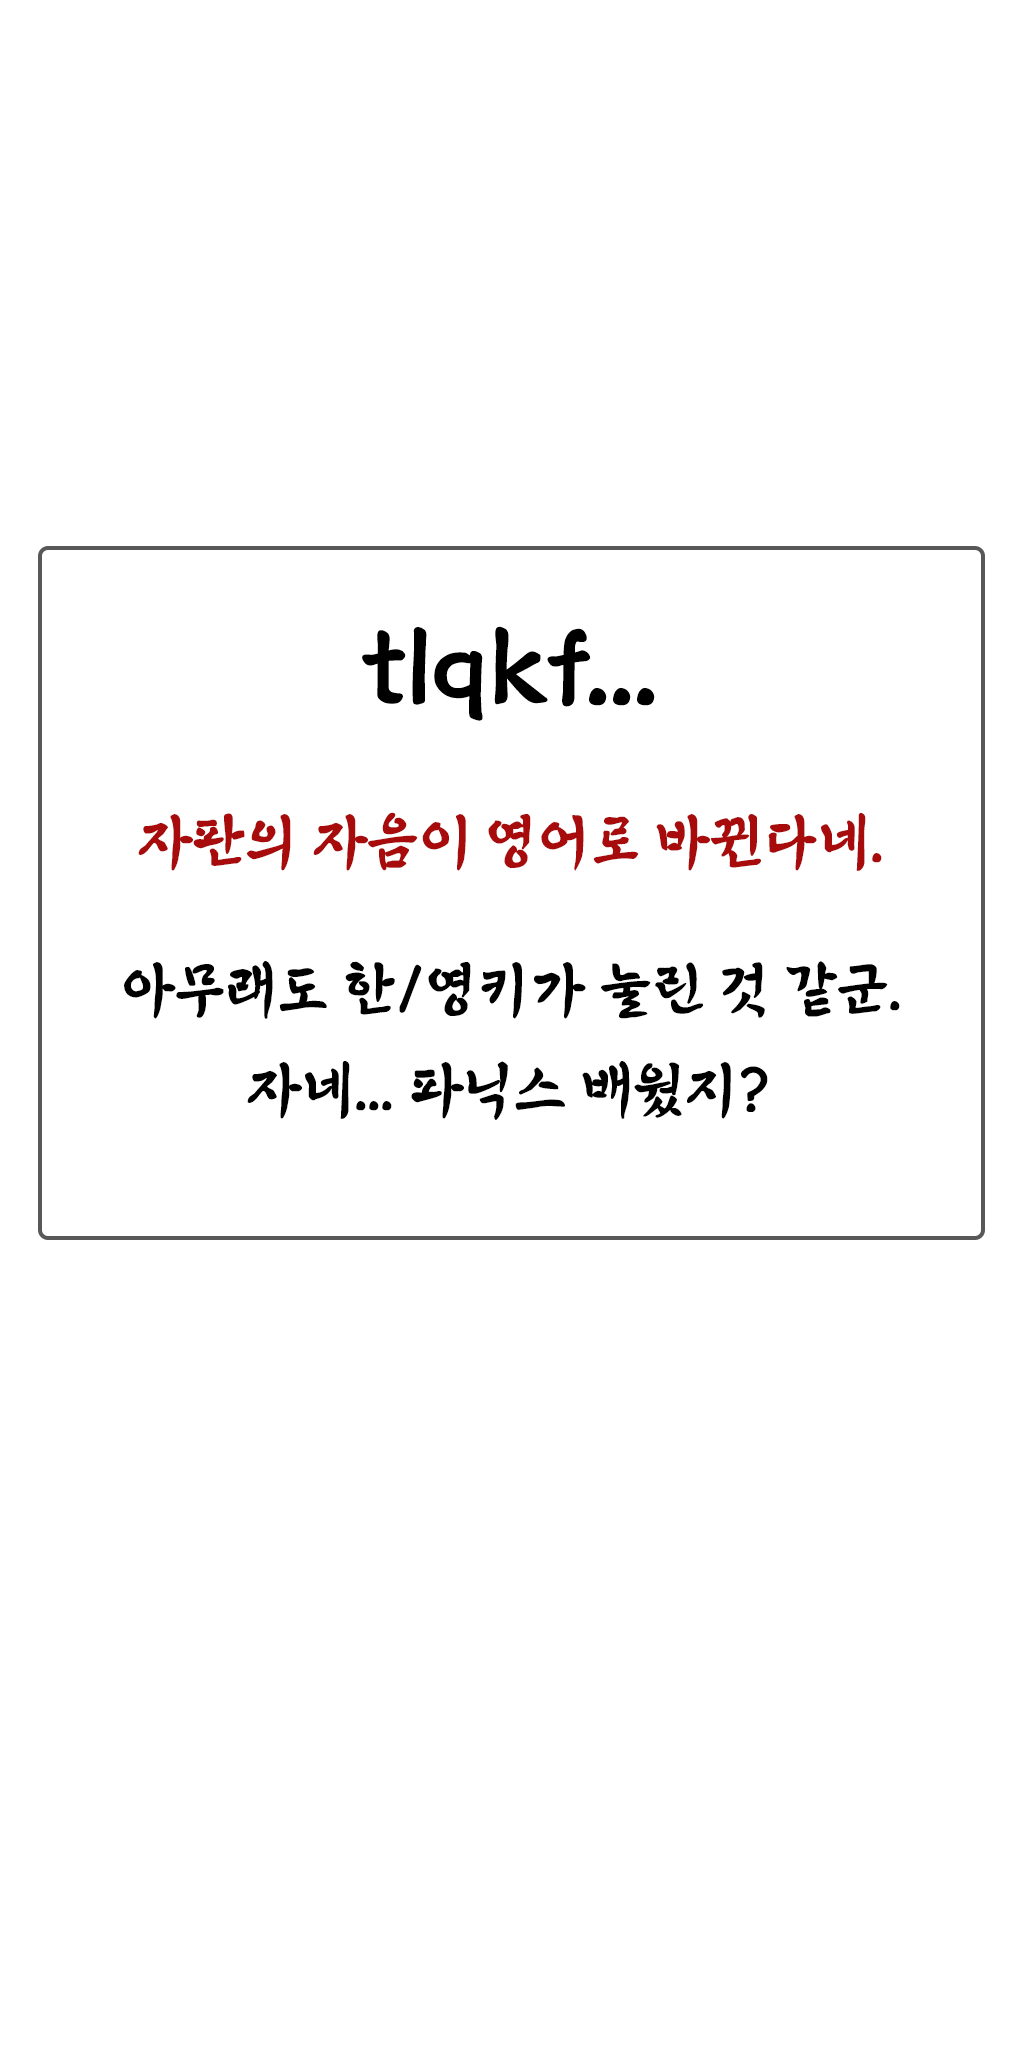 tlqkf...
자판의 자음이 영어로 바뀐다네.
아무래도 한/영키가 눌린 것 같군.
자네... 파닉스 배웠지?